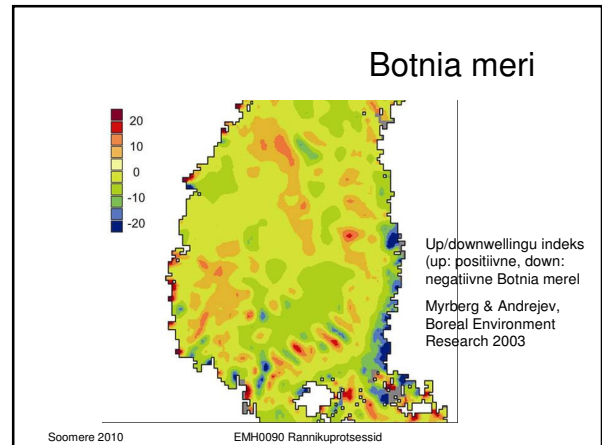 Botnia meri
20
10
0
-10
-20
Up/downwellingu indeks
(up: positiivne, down:
negatiivne Botnia merel
Myrberg & Andrejev,
Boreal Environment
Research 2003
Soomere 2010
EMH0090 Rannikuprotsessid